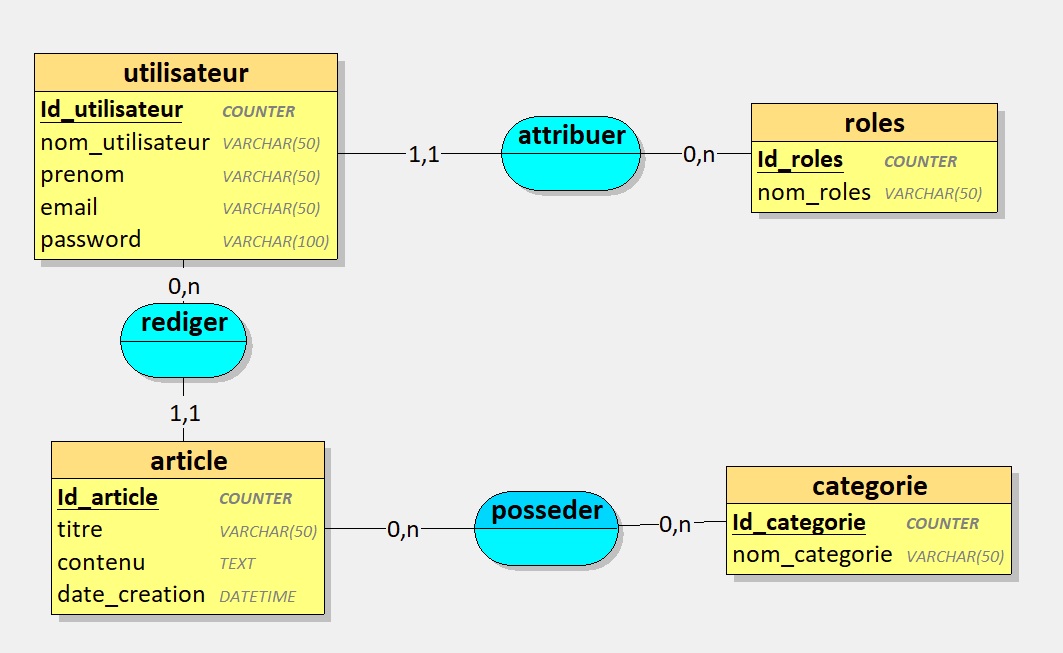 utilisateur
Id_utilisateur COUNTER
nom_utilisateur VARCHAR(50)
prenom VARCHAR(50)
email VARCHAR(50)
password VARCHAR(100)
1,1
attribuer
0,n
roles
Id_roles COUNTER
nom_roles VARCHAR(50)
0,n
rediger
1,1
article
Id_article COUNTER
titre VARCHAR(50)
contenu TEXT
date_creation DATETIME
0,n
posseder
0,n
categorie
Id_categorie COUNTER
nom_categorie VARCHAR(50)